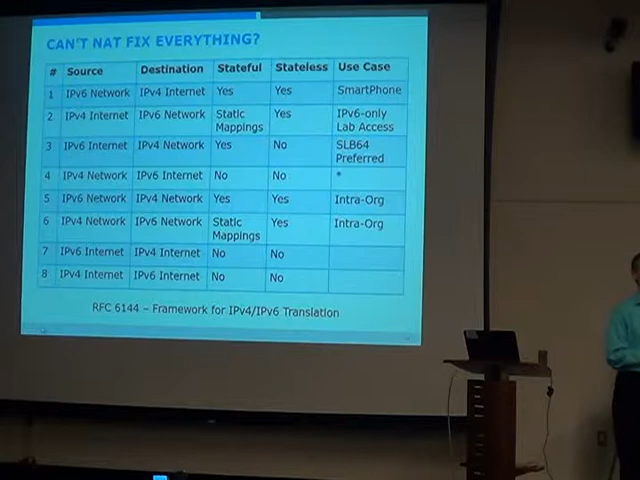 CAN'T NAT FIX EVERYTHING?
# Source Destination Stateful Stateless Use Case
1 IPv6 Network IPv4 Internet Yes Yes SmartPhone
2 IPv4 Internet IPv6 Network Static Mappings Yes IPv6-only Lab Access
3 IPv6 Internet IPv4 Network Yes No SLB64 Preferred
4 IPv4 Network IPv6 Internet No No *
5 IPv6 Network IPv4 Network Yes Yes Intra-Org
6 IPv4 Network IPv6 Network Static Mappings Yes Intra-Org
7 IPv6 Internet IPv4 Internet No No
8 IPv4 Internet IPv6 Internet No No
RFC 6144 – Framework for IPv4/IPv6 Translation